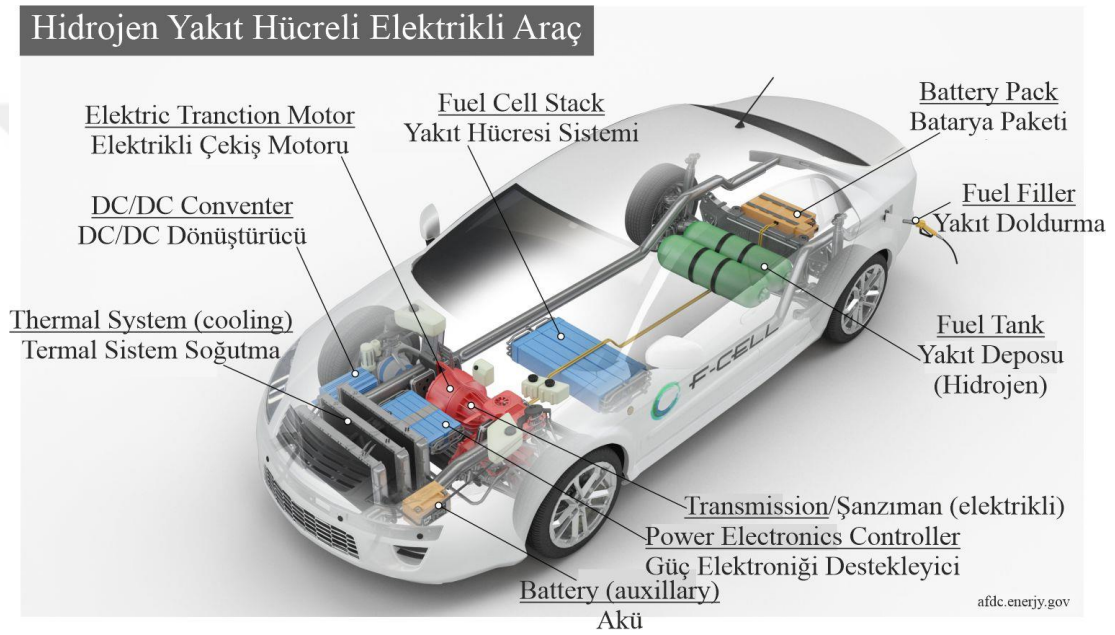 Hidrojen Yakıt Hücreli Elektrikli Araç
Elektric Tranction Motor
Elektrikli Çekiş Motoru
Fuel Cell Stack
Yakıt Hücresi Sistemi
Battery Pack
Batarya Paketi
DC/DC Conventer
DC/DC Dönüştürücü
Fuel Filler
Yakıt Doldurma
Thermal System (cooling)
Termal Sistem Soğutma
Fuel Tank
Yakıt Deposu
(Hidrojen)
F-CELL
Transmission/Şanzıman (elektrikli)
Power Electronics Controller
Güç Elektroniği Destekleyici
Battery (auxillary)
Akü
afdc.enerjy.gov